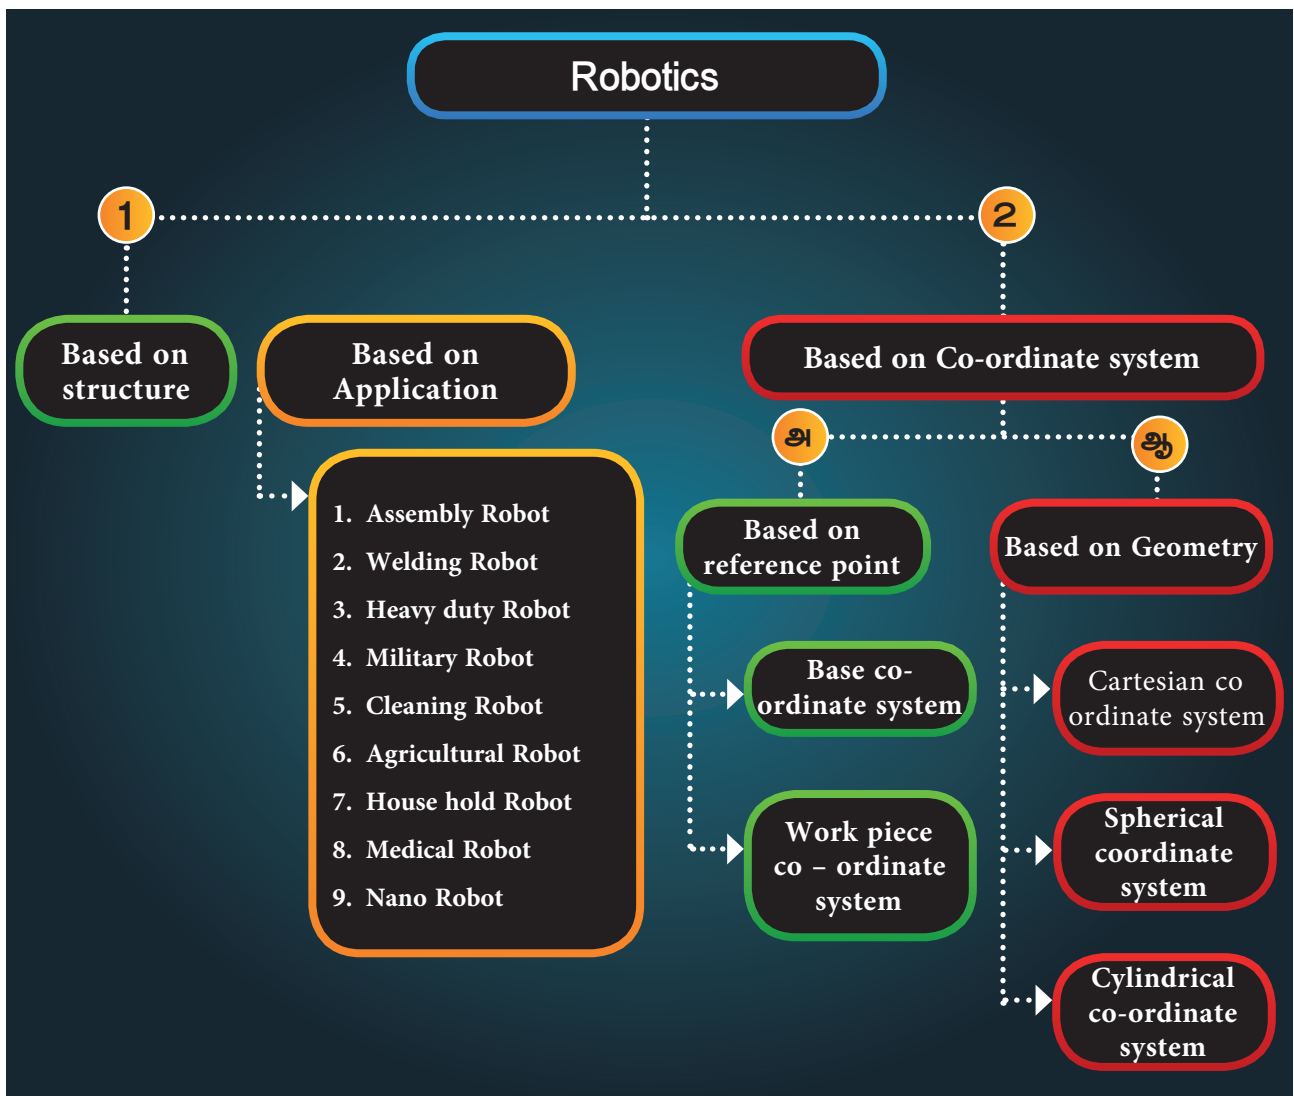 Robotics
1
2
Based on
structure
Based on
Application
1. Assembly Robot
2. Welding Robot
3. Heavy duty Robot
4. Military Robot
5. Cleaning Robot
6. Agricultural Robot
7. House hold Robot
8. Medical Robot
9. Nano Robot
Based on Co-ordinate system
அ
ஆ
Based on
reference point
Base co-
ordinate system
Work piece
co – ordinate
system
Based on Geometry
Cartesian co
ordinate system
Spherical
coordinate
system
Cylindrical
co-ordinate
system